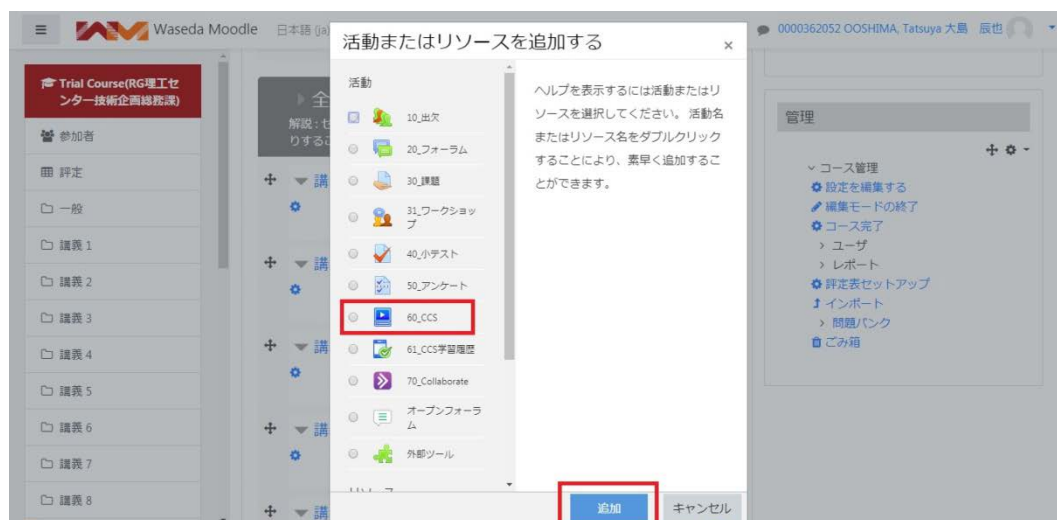 Waseda Moodle
日本語 (ja)
0000362052 OOSHIMA, Tatsuya 大島 辰也
Trial Course(RG理工セ
ンター技術企画総務課)
参加者
評定
一般
講義 1
講義 2
講義 3
講義 4
講義 5
講義 6
講義 7
講義 8
全
解説:セ
りするこ
講
講
講
講
講
活動またはリソースを追加する
×
活動
10_出欠
20_フォーラム
30_課題
31_ワークショッ
プ
40_小テスト
50_アンケート
60_CCS
61_CCS学習履歴
70_Collaborate
オープンフォーラ
ム
外部ツール
ヘルプを表示するには活動またはリ
ソースを選択してください。 活動名
またはリソース名をダブルクリック
することにより、素早く追加するこ
とができます。
追加
キャンセル
管理
コース管理
設定を編集する
編集モードの終了
コース完了
ユーザ
レポート
評定表セットアップ
インポート
問題バンク
ごみ箱